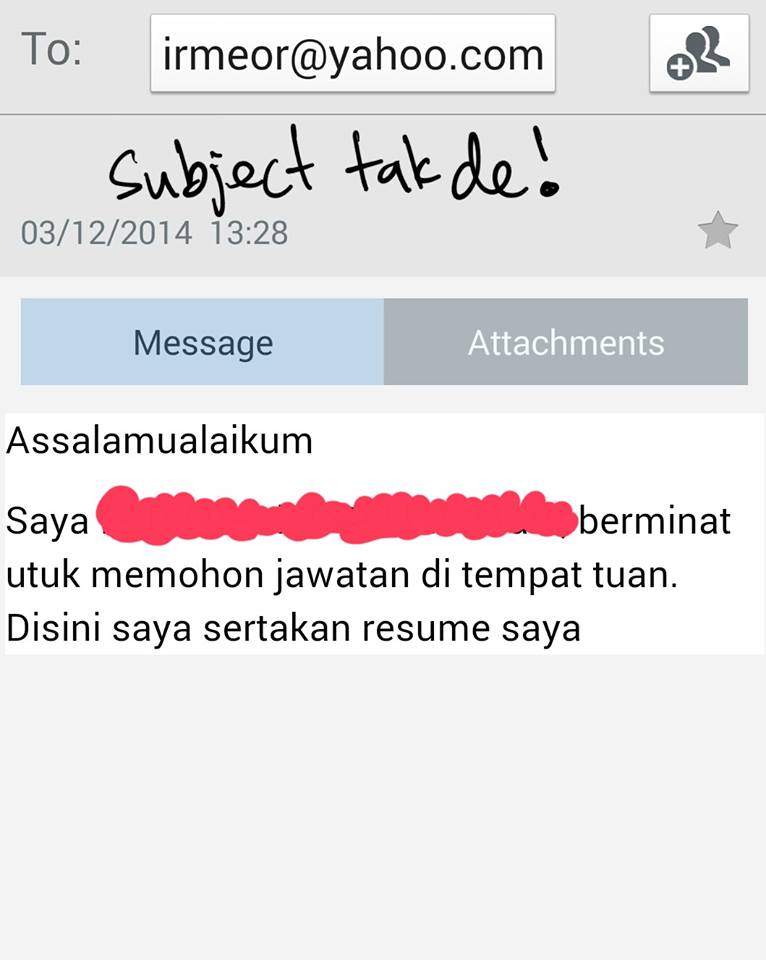 To: irmeor@yahoo.com
Subject takde!
03/12/2014 13:28
Message Attachments
Assalamualaikum
Saya berminat
utuk memohon jawatan di tempat tuan.
Disini saya sertakan resume saya